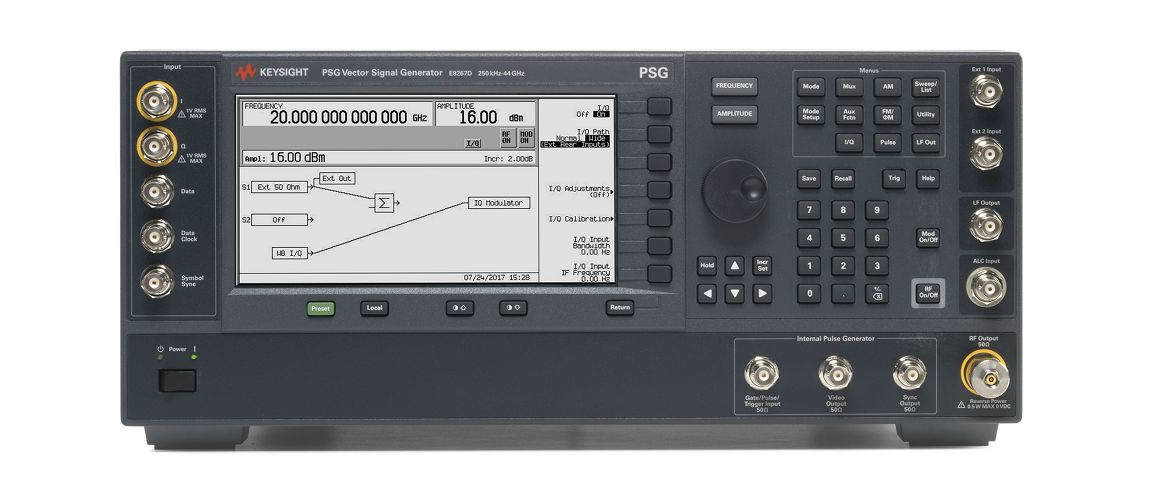 Input
I
1V RMS
MAX
Q
1V RMS
MAX
Data
Data
Clock
Symbol
Sync
KEYSIGHT PSG Vector Signal Generator E8267D 250 kHz-44 GHz PSG
FREQUENCY
20.000 000 000 000 GHz
AMPLITUDE
16.00 dBm
I/Q
RF
ON
MOD
ON
Ampl: 16.00 dBm
Incr: 2.00dB
S1 Ext 50 Ohm
Ext Out
Σ
IQ Modulator
S2 Off
WB I/Q
07/24/2017 15:28
I/Q
Off On
I/Q Path
Normal Wide
(Ext Rear Inputs)
I/Q Adjustments
(Off)
I/Q Calibration
I/Q Input
Bandwidth
0.00 Hz
I/Q Input
IF Frequency
0.00 Hz
Preset
Local
Return
FREQUENCY
AMPLITUDE
Menus
Mode Mux AM Sweep/
List
Mode
Setup
Aux
Fctn
FM/
ΦM
Utility
I/Q Pulse LF Out
Save Recall Trig Help
7 8 9
4 5 6
1 2 3
0 . +/-
Mod
On/Off
RF
On/Off
Hold
Incr
Set
Ext 1 Input
Ext 2 Input
LF Output
ALC Input
Power
Internal Pulse Generator
Gate/Pulse/
Trigger Input
50Ω
Video
Output
50Ω
Sync
Output
50Ω
RF Output
50Ω
Reverse Power
0.5 W MAX 0 VDC